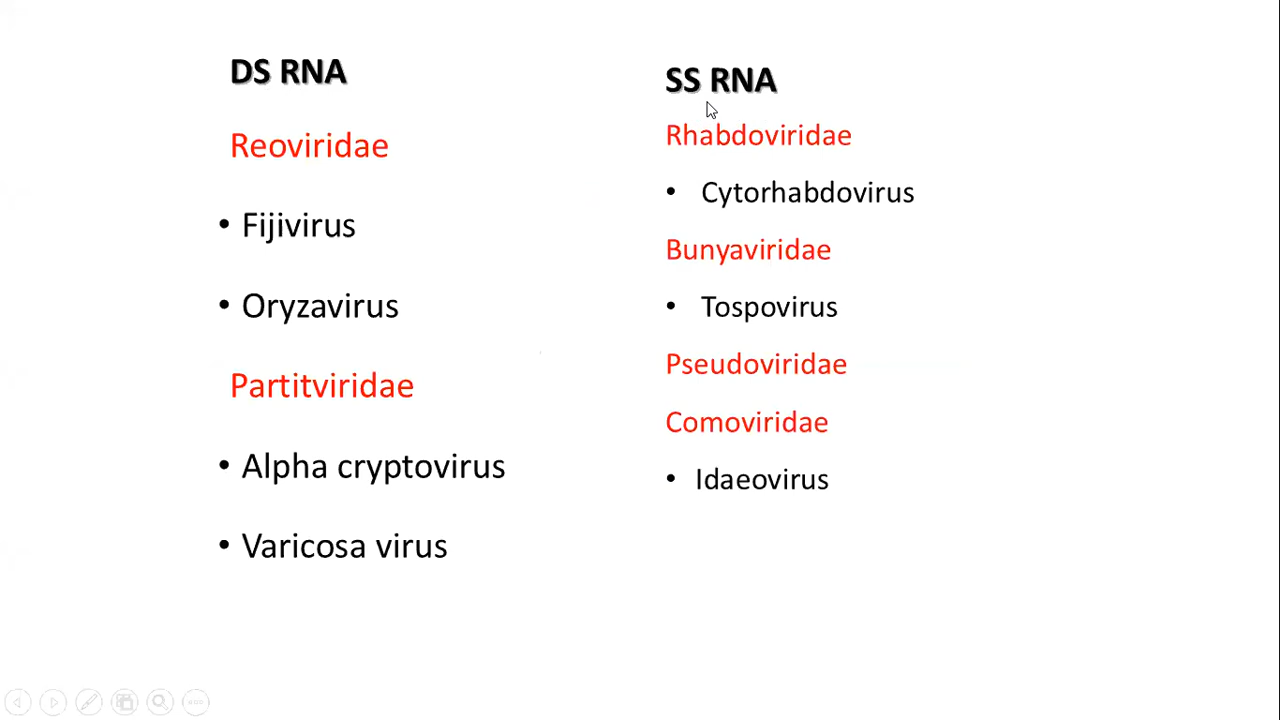 DS RNA
Reoviridae
• Fijivirus
• Oryzavirus
Partitviridae
• Alpha cryptovirus
• Varicosa virus
SS RNA
Rhabdoviridae
• Cytorhabdovirus
Bunyaviridae
• Tospovirus
Pseudoviridae
Comoviridae
• Idaeovirus